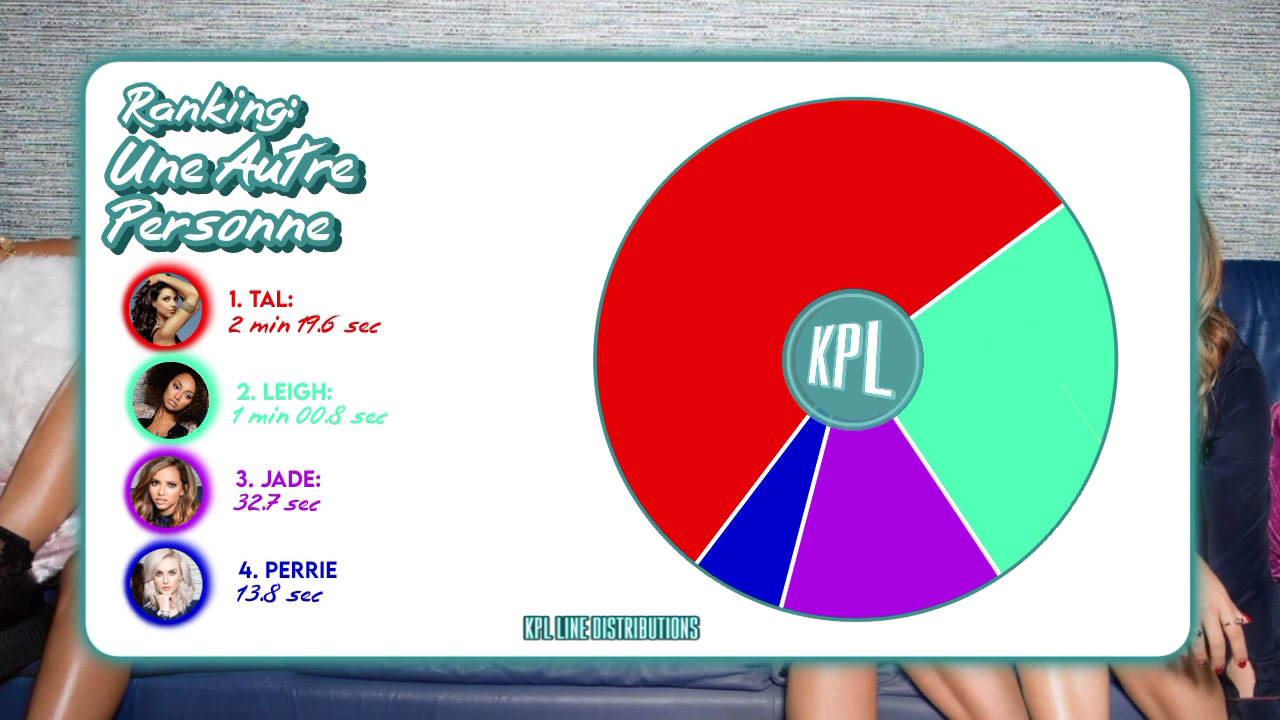 Ranking:
Une Autre
Personne
1. TAL:
2 min 19.6 sec
2. LEIGH:
1 min 00.8 sec
3. JADE:
32.7 sec
4. PERRIE
13.8 sec
KPL
KPL LINE DISTRIBUTIONS